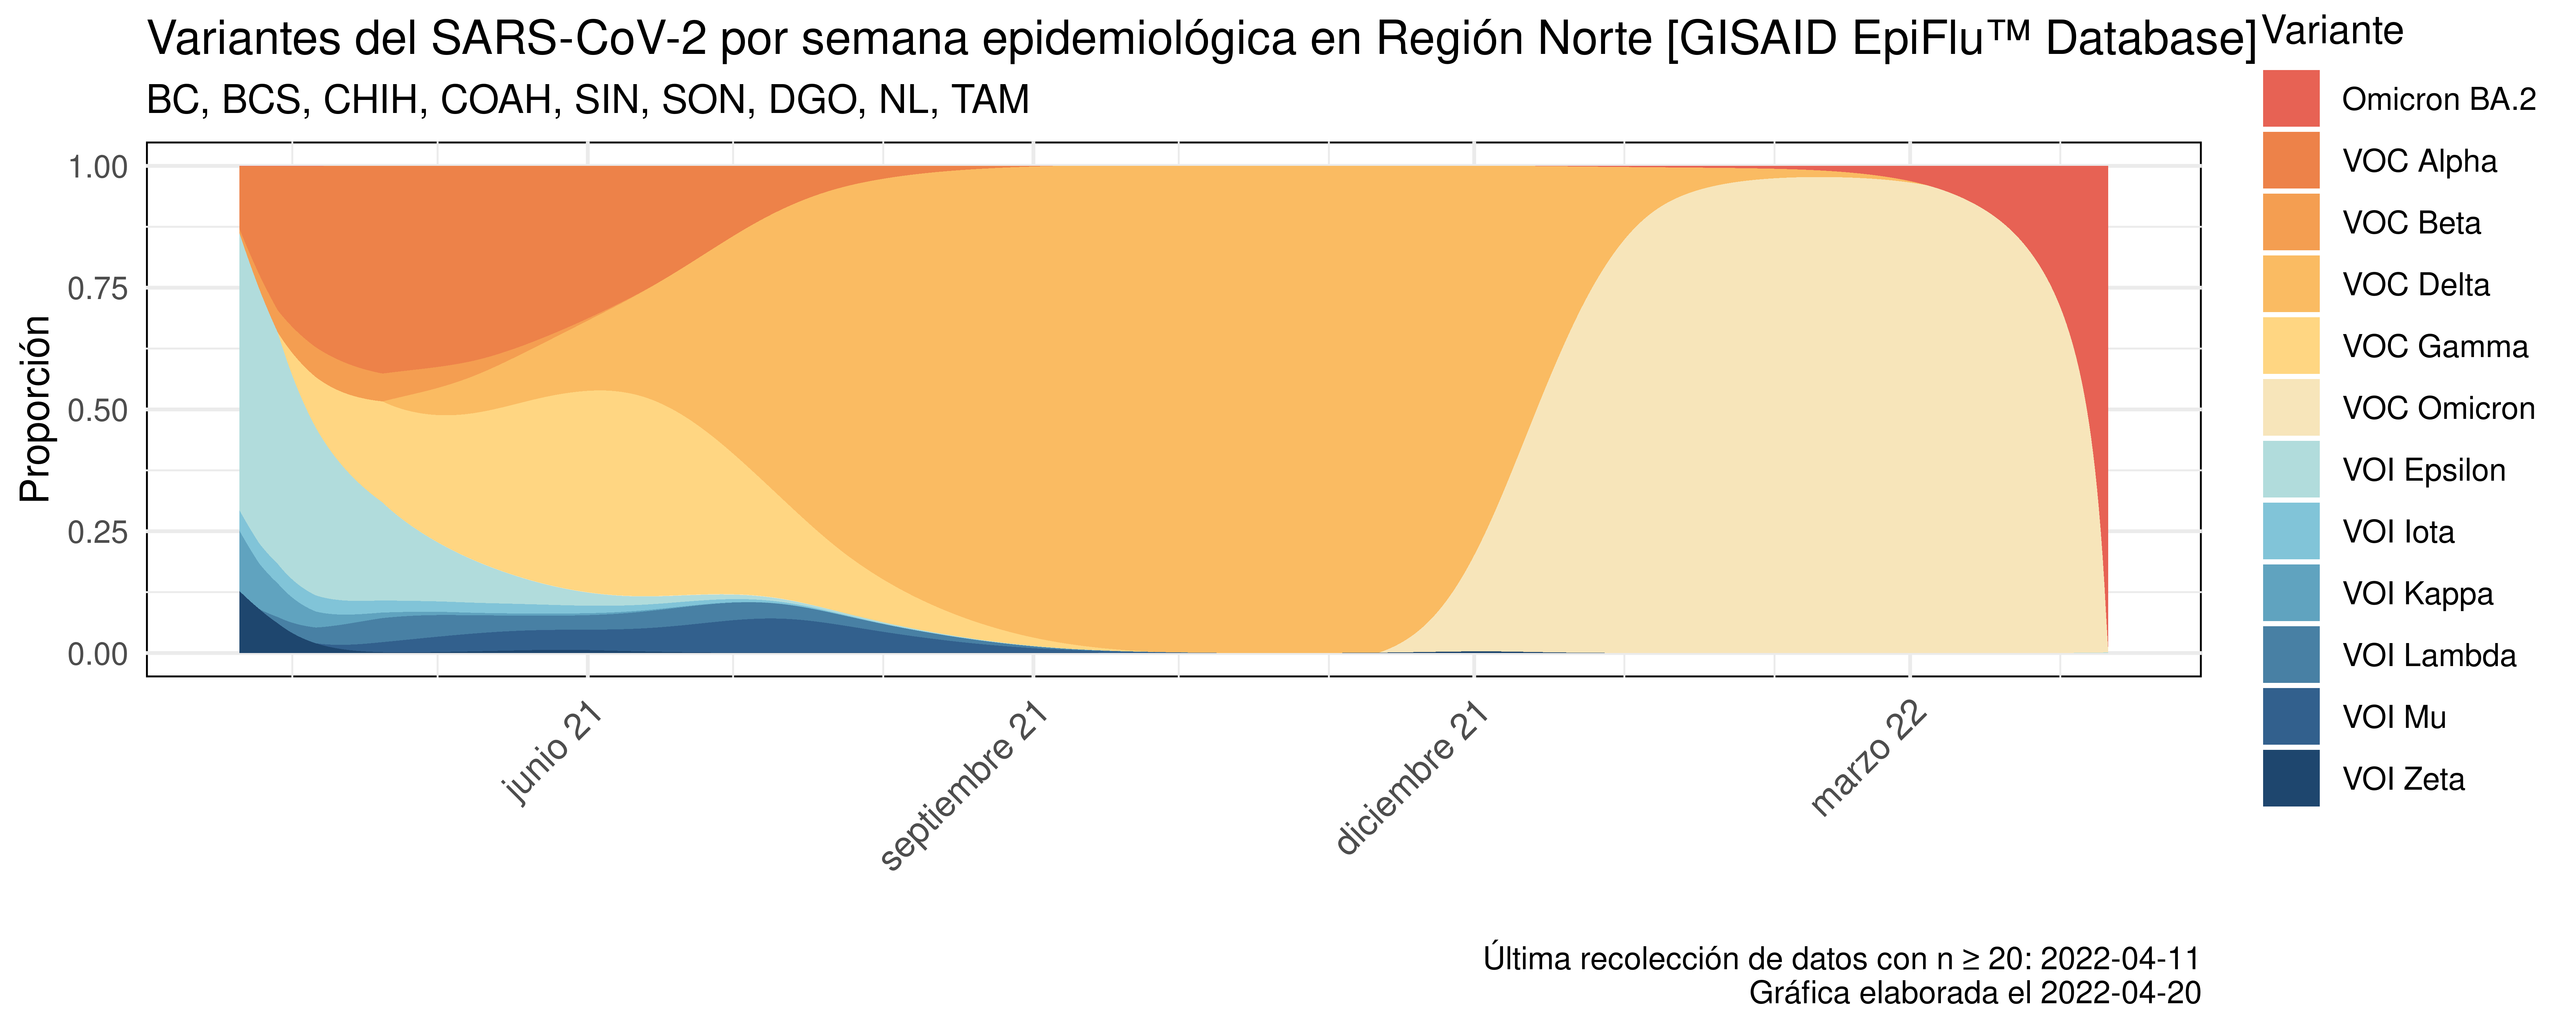 Variantes del SARS-CoV-2 por semana epidemiológica en Región Norte [GISAID EpiFlu™ Database]
BC, BCS, CHIH, COAH, SIN, SON, DGO, NL, TAM
Proporción
1.00
0.75
0.50
0.25
0.00
junio 21
septiembre 21
diciembre 21
marzo 22
Variante
Omicron BA.2
VOC Alpha
VOC Beta
VOC Delta
VOC Gamma
VOC Omicron
VOI Epsilon
VOI Iota
VOI Kappa
VOI Lambda
VOI Mu
VOI Zeta
Última recolección de datos con n ≥ 20: 2022-04-11
Gráfica elaborada el 2022-04-20